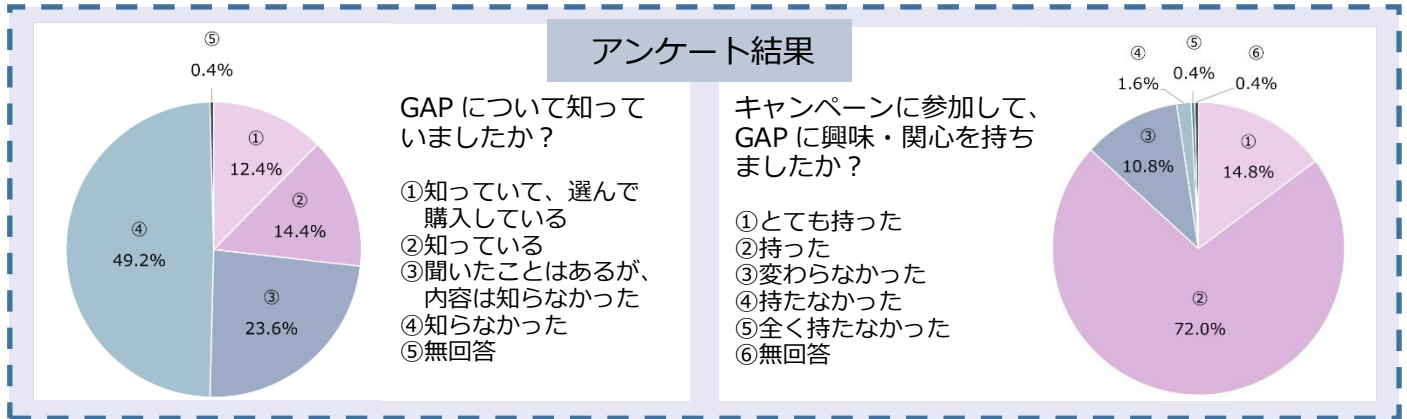 アンケート結果
⑤
0.4%
①
12.4%
②
14.4%
④
49.2%
③
23.6%
GAP について知って
いましたか？
①知っていて、選んで
購入している
②知っている
③聞いたことはあるが、
内容は知らなかった
④知らなかった
⑤無回答
キャンペーンに参加して、
GAP に興味・関心を持ち
ましたか？
①とても持った
②持った
③変わらなかった
④持たなかった
⑤全く持たなかった
⑥無回答
④
1.6%
⑤
0.4%
⑥
0.4%
③
10.8%
①
14.8%
②
72.0%